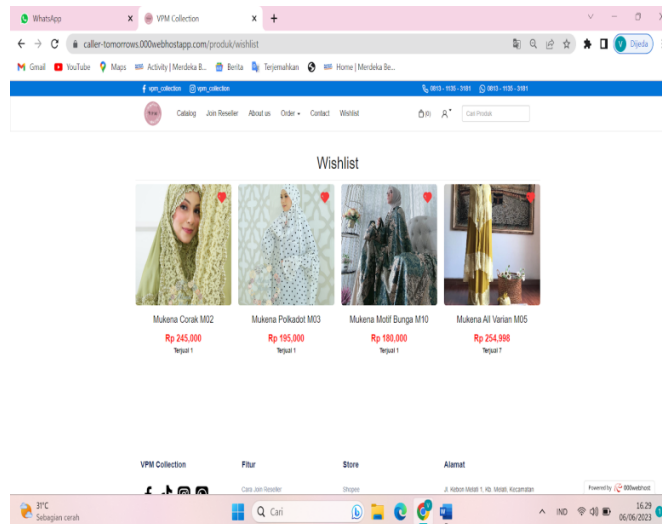 WhatsApp
VPM Collection
caller-tomorrows.000webhostapp.com/produk/wishlist
Dijeda
Gmail YouTube Maps Activity | Merdeka B... Berita Terjemahkan Home | Merdeka Be...
vpm_collection vpm_collection 0813 - 1135 - 3181 0813 - 1135 - 3181
Catalog Join Reseller About us Order Contact Wishlist (0) Cari Produk
Wishlist
Mukena Corak M02 Mukena Polkadot M03 Mukena Motif Bunga M10 Mukena All Varian M05
Rp 245,000 Rp 195,000 Rp 180,000 Rp 254,998
Terjual 1 Terjual 1 Terjual 1 Terjual 7
VPM Collection Fitur Store Alamat
Cara Join Reseller Shopee Jl. Kebon Melati 1, Kb. Melati, Kecamatan
Powered by 000webhost
31°C
Sebagian cerah
Cari
IND
16.29
06/06/2023